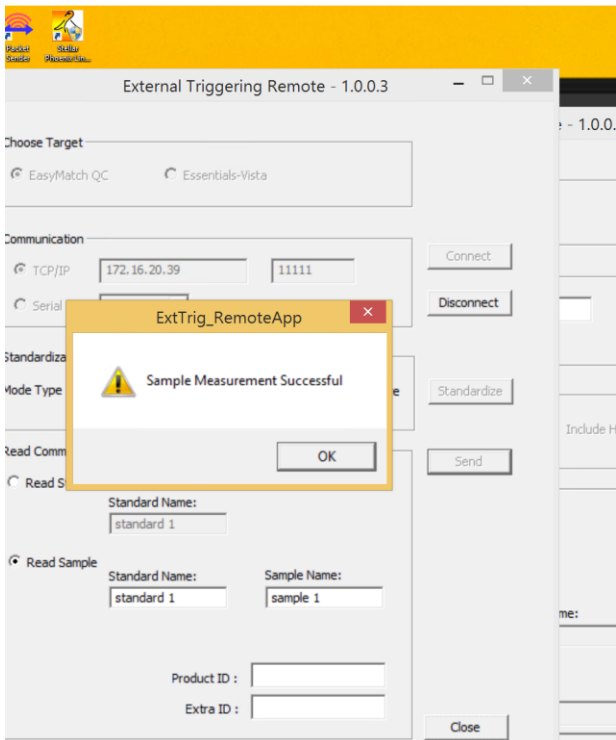 Packet
Sender
Stellar
Phoenix Lin...
External Triggering Remote - 1.0.0.3
- 1.0.0.
Choose Target
EasyMatch QC
Essentials-Vista
Communication
TCP/IP
172.16.20.39
11111
Connect
Serial
Disconnect
ExtTrig_RemoteApp
Sample Measurement Successful
OK
Standardiza
Mode Type
e
Standardize
Include H
Read Comm
Send
Read S
Standard Name:
standard 1
Read Sample
Standard Name:
Sample Name:
standard 1
sample 1
me:
Product ID :
Extra ID :
Close